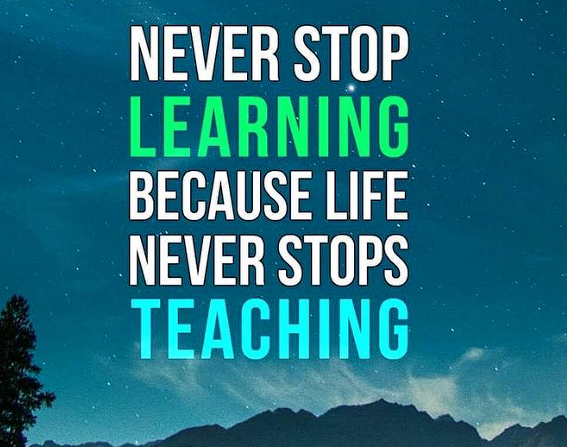 NEVER STOP
LEARNING
BECAUSE LIFE
NEVER STOPS
TEACHING